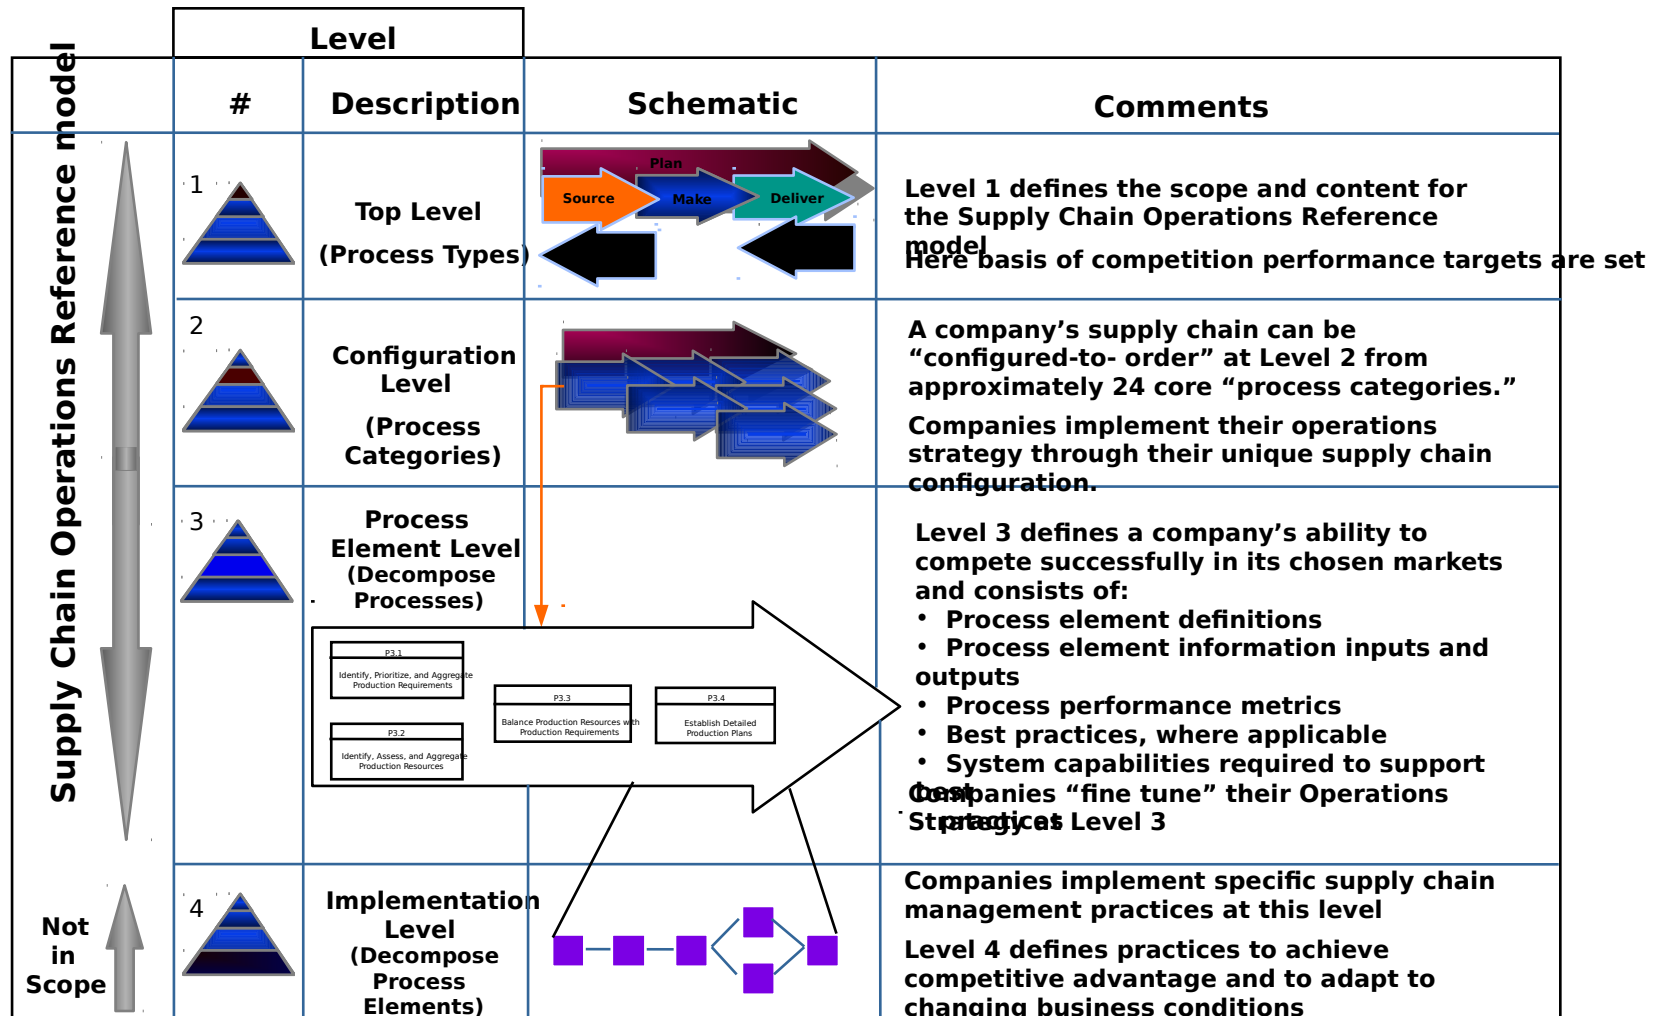 Level
#
Description
Schematic
Comments
Supply Chain Operations Reference model
1
Top Level
(Process Types)
Plan
Source
Make
Deliver
Level 1 defines the scope and content for
the Supply Chain Operations Reference
model
Here basis of competition performance targets are set
2
Configuration
Level
(Process
Categories)
A company’s supply chain can be
“configured-to- order” at Level 2 from
approximately 24 core “process categories.”
Companies implement their operations
strategy through their unique supply chain
configuration.
3
Process
Element Level
(Decompose
Processes)
P3.1
Identify, Prioritize, and Aggregate
Production Requirements
P3.2
Identify, Assess, and Aggregate
Production Resources
P3.3
Balance Production Resources with
Production Requirements
P3.4
Establish Detailed
Production Plans
Level 3 defines a company’s ability to
compete successfully in its chosen markets
and consists of:
• Process element definitions
• Process element information inputs and
outputs
• Process performance metrics
• Best practices, where applicable
• System capabilities required to support
best
practices
Companies “fine tune” their Operations
Strategy at Level 3
Not
in
Scope
4
Implementation
Level
(Decompose
Process
Elements)
Companies implement specific supply chain
management practices at this level
Level 4 defines practices to achieve
competitive advantage and to adapt to
changing business conditions